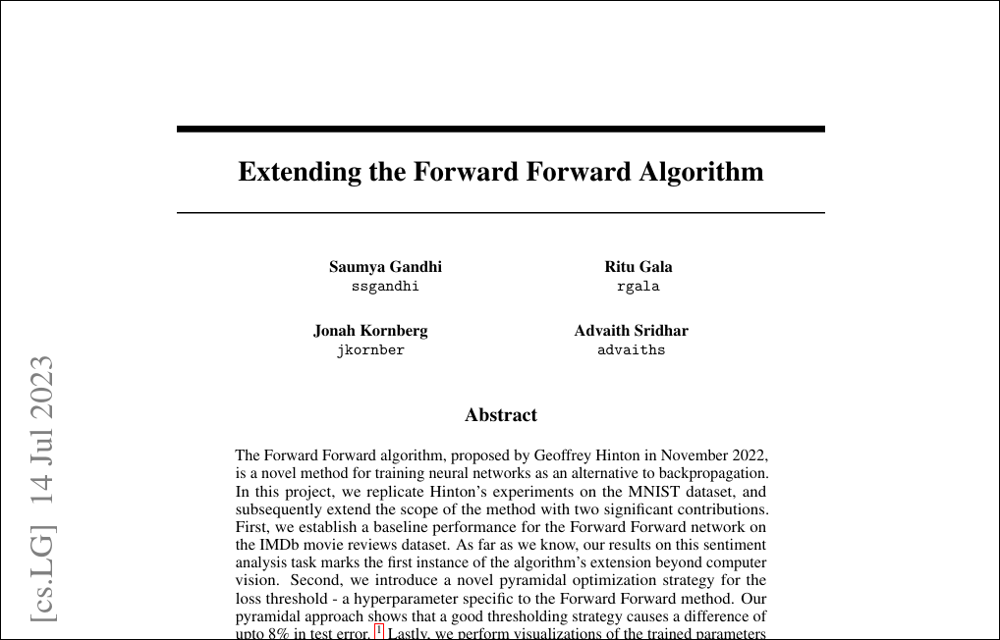 Extending the Forward Forward Algorithm
Saumya Gandhi
ssgandhi
Ritu Gala
rgala
Jonah Kornberg
jkornber
Advaith Sridhar
advaiths
[cs.LG] 14 Jul 2023
Abstract
The Forward Forward algorithm, proposed by Geoffrey Hinton in November 2022,
is a novel method for training neural networks as an alternative to backpropagation.
In this project, we replicate Hinton's experiments on the MNIST dataset, and
subsequently extend the scope of the method with two significant contributions.
First, we establish a baseline performance for the Forward Forward network on
the IMDb movie reviews dataset. As far as we know, our results on this sentiment
analysis task marks the first instance of the algorithm's extension beyond computer
vision. Second, we introduce a novel pyramidal optimization strategy for the
loss threshold - a hyperparameter specific to the Forward Forward method. Our
pyramidal approach shows that a good thresholding strategy causes a difference of
upto 8% in test error. 1 Lastly, we perform visualizations of the trained parameters